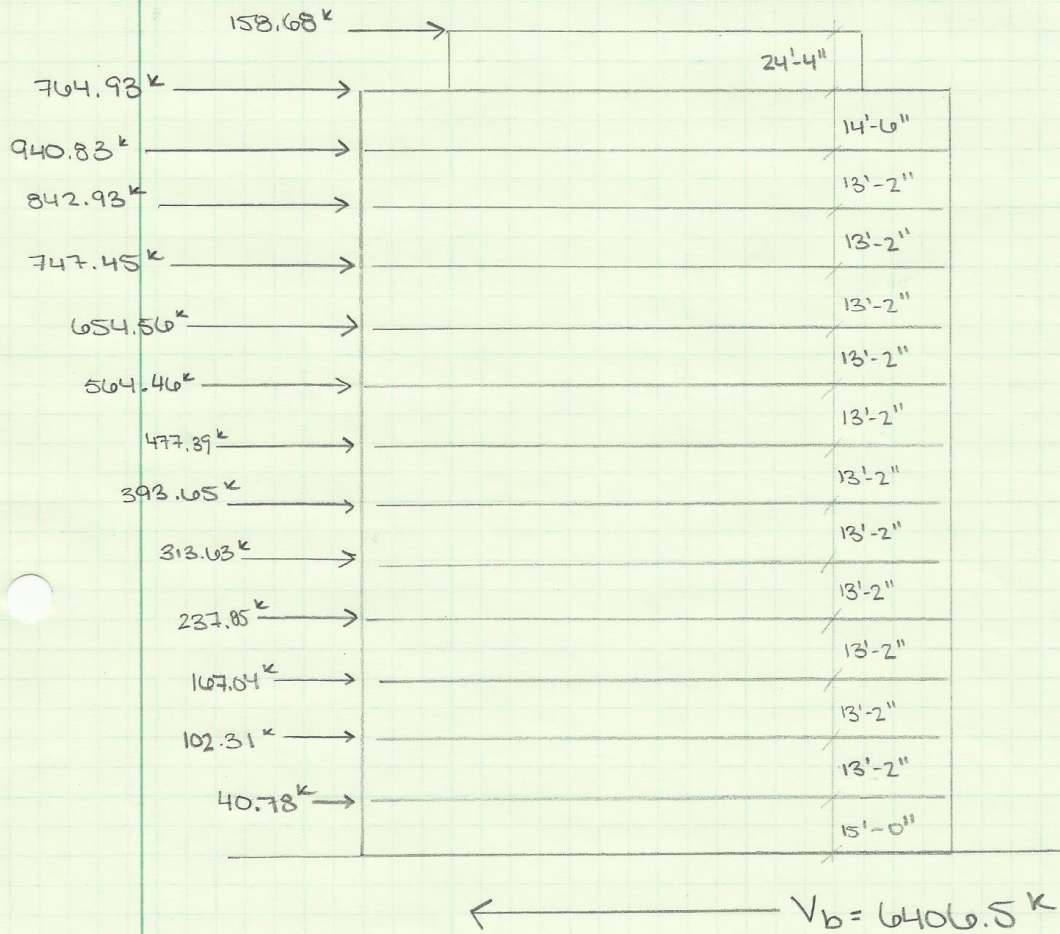 158.68ᵏ
24'-4"
764.93ᵏ
14'-6"
940.83ᵏ
13'-2"
842.93ᵏ
13'-2"
747.45ᵏ
13'-2"
654.56ᵏ
13'-2"
564.46ᵏ
13'-2"
477.39ᵏ
13'-2"
393.65ᵏ
13'-2"
313.63ᵏ
13'-2"
237.85ᵏ
13'-2"
167.04ᵏ
13'-2"
102.31ᵏ
13'-2"
40.78ᵏ
15'-0"
Vb = 6406.5ᵏ